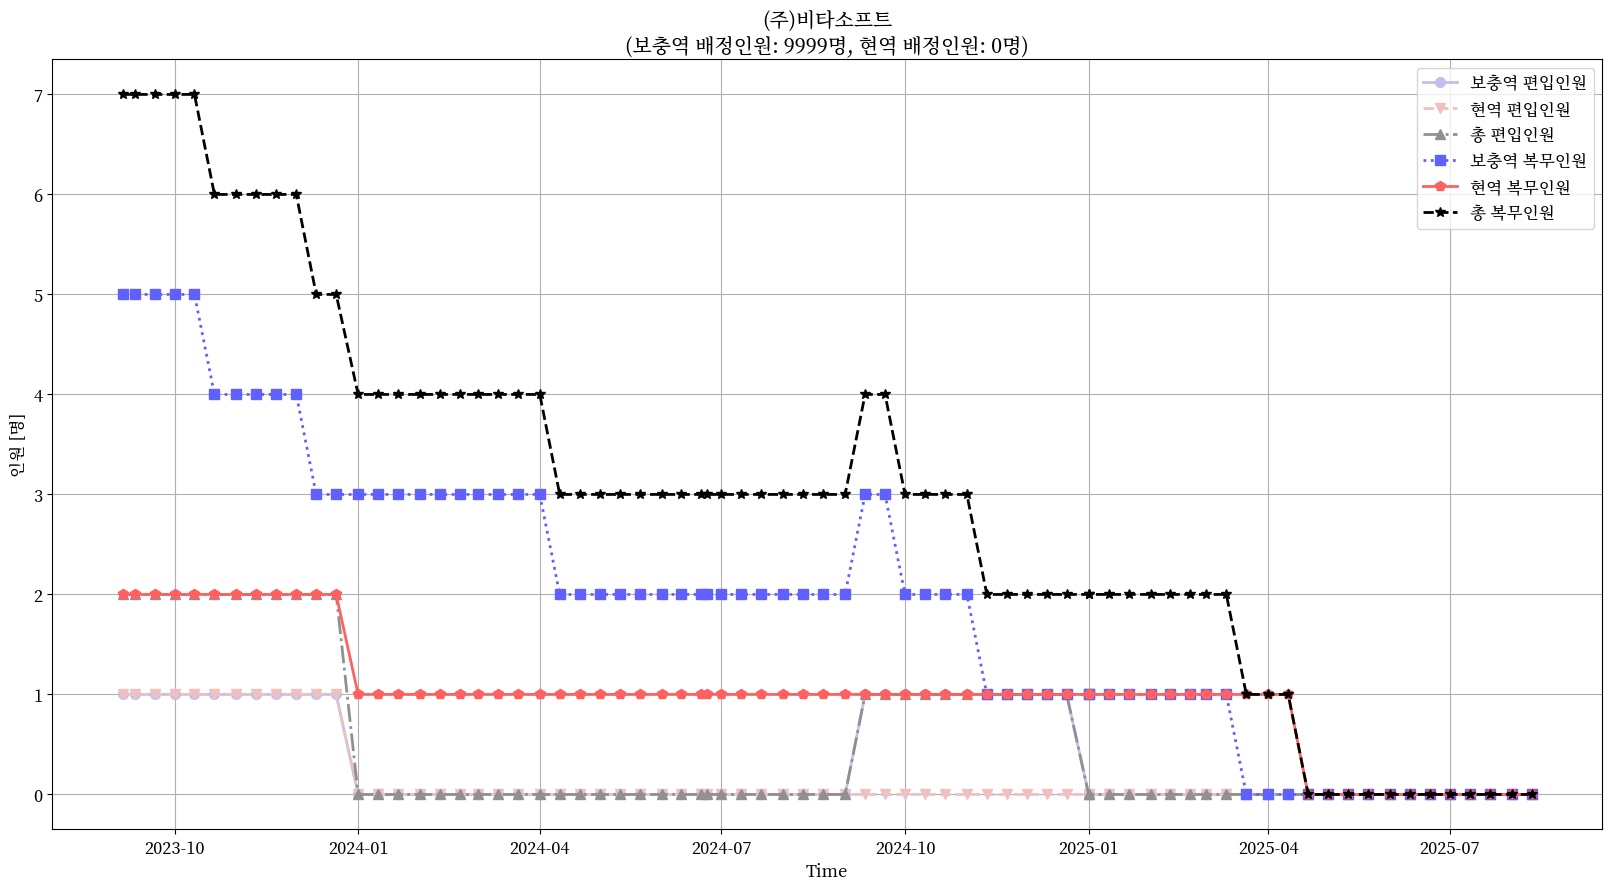 (주)비타소프트
(보충역 배정인원: 9999명, 현역 배정인원: 0명)
보충역 편입인원
현역 편입인원
총 편입인원
보충역 복무인원
현역 복무인원
총 복무인원
인원 [명]
7
6
5
4
3
2
1
0
2023-10
2024-01
2024-04
2024-07
2024-10
2025-01
2025-04
2025-07
Time